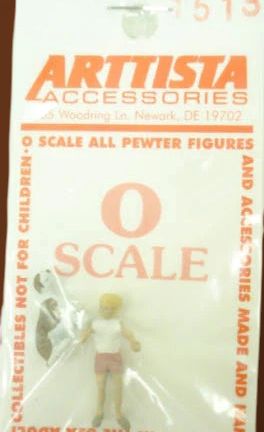 1515
ARTTISTA
ACCESSORIES
Woodring Ln. Newark, DE 19702
COLLECTIBLES NOT FOR CHILDREN • O SCALE ALL PEWTER FIGURES AND ACCESSORIES MADE AND
O
SCALE